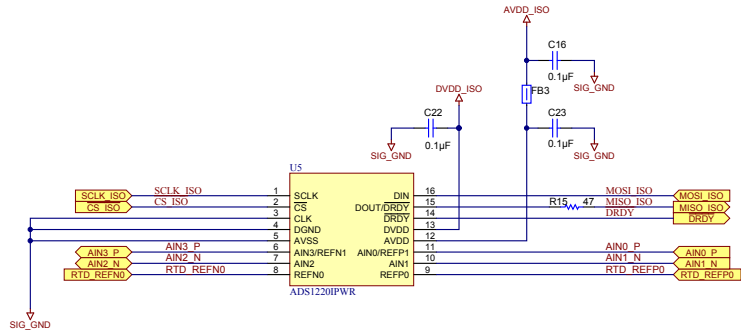 AVDD_ISO
C16
0.1µF
SIG_GND
FB3
DVDD_ISO
C22
0.1µF
SIG_GND
C23
0.1µF
SIG_GND
U5
SCLK_ISO SCLK_ISO 1 SCLK DIN 16 MOSI_ISO MOSI_ISO
CS_ISO CS_ISO 2 CS DOUT/DRDY 15 R15 47 MISO_ISO MISO_ISO
3 CLK DRDY 14 DRDY DRDY
4 DGND DVDD 13
5 AVSS AVDD 12
AIN3_P AIN3_P 6 AIN3/REFN1 AIN0/REFP1 11 AIN0_P AIN0_P
AIN2_N AIN2_N 7 AIN2 AIN1 10 AIN1_N AIN1_N
RTD_REFN0 RTD_REFN0 8 REFN0 REFP0 9 RTD_REFP0 RTD_REFP0
ADS1220IPWR
SIG_GND